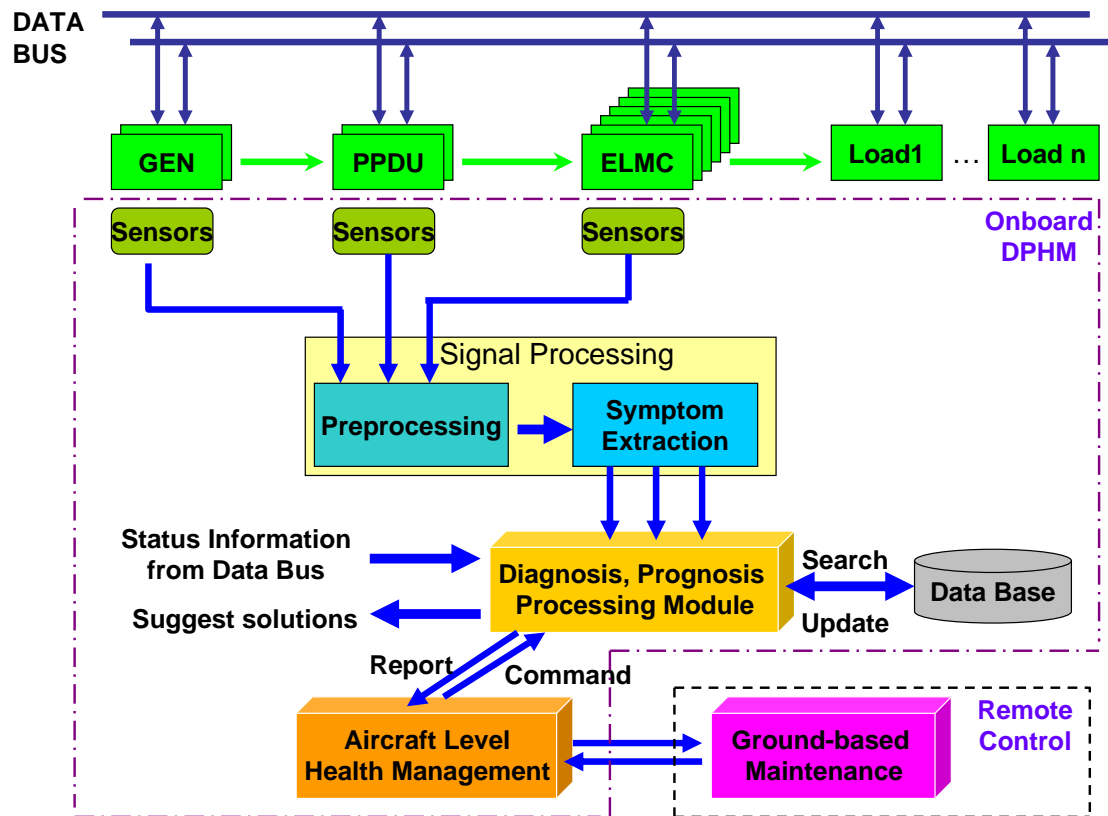 DATA
BUS
GEN
PPDU
ELMC
Load1
...
Load n
Sensors
Sensors
Sensors
Onboard
DPHM
Signal Processing
Preprocessing
Symptom
Extraction
Status Information
from Data Bus
Suggest solutions
Diagnosis, Prognosis
Processing Module
Search
Update
Data Base
Report
Command
Aircraft Level
Health Management
Ground-based
Maintenance
Remote
Control